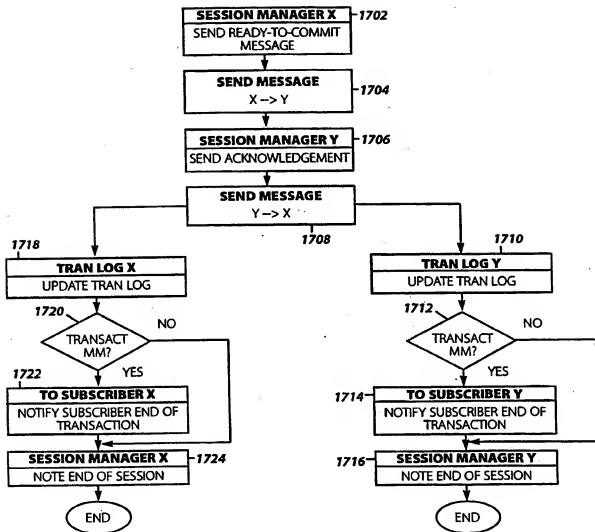 SESSION MANAGER X
1702
SEND READY-TO-COMMIT
MESSAGE
SEND MESSAGE
X --> Y
1704
SESSION MANAGER Y
1706
SEND ACKNOWLEDGEMENT
SEND MESSAGE
Y --> X
1708
1718
TRAN LOG X
UPDATE TRAN LOG
1720
TRANSACT
MM?
NO
YES
1722
TO SUBSCRIBER X
NOTIFY SUBSCRIBER END OF
TRANSACTION
SESSION MANAGER X
1724
NOTE END OF SESSION
END
1710
TRAN LOG Y
UPDATE TRAN LOG
1712
TRANSACT
MM?
NO
YES
1714
TO SUBSCRIBER Y
NOTIFY SUBSCRIBER END OF
TRANSACTION
1716
SESSION MANAGER Y
NOTE END OF SESSION
END